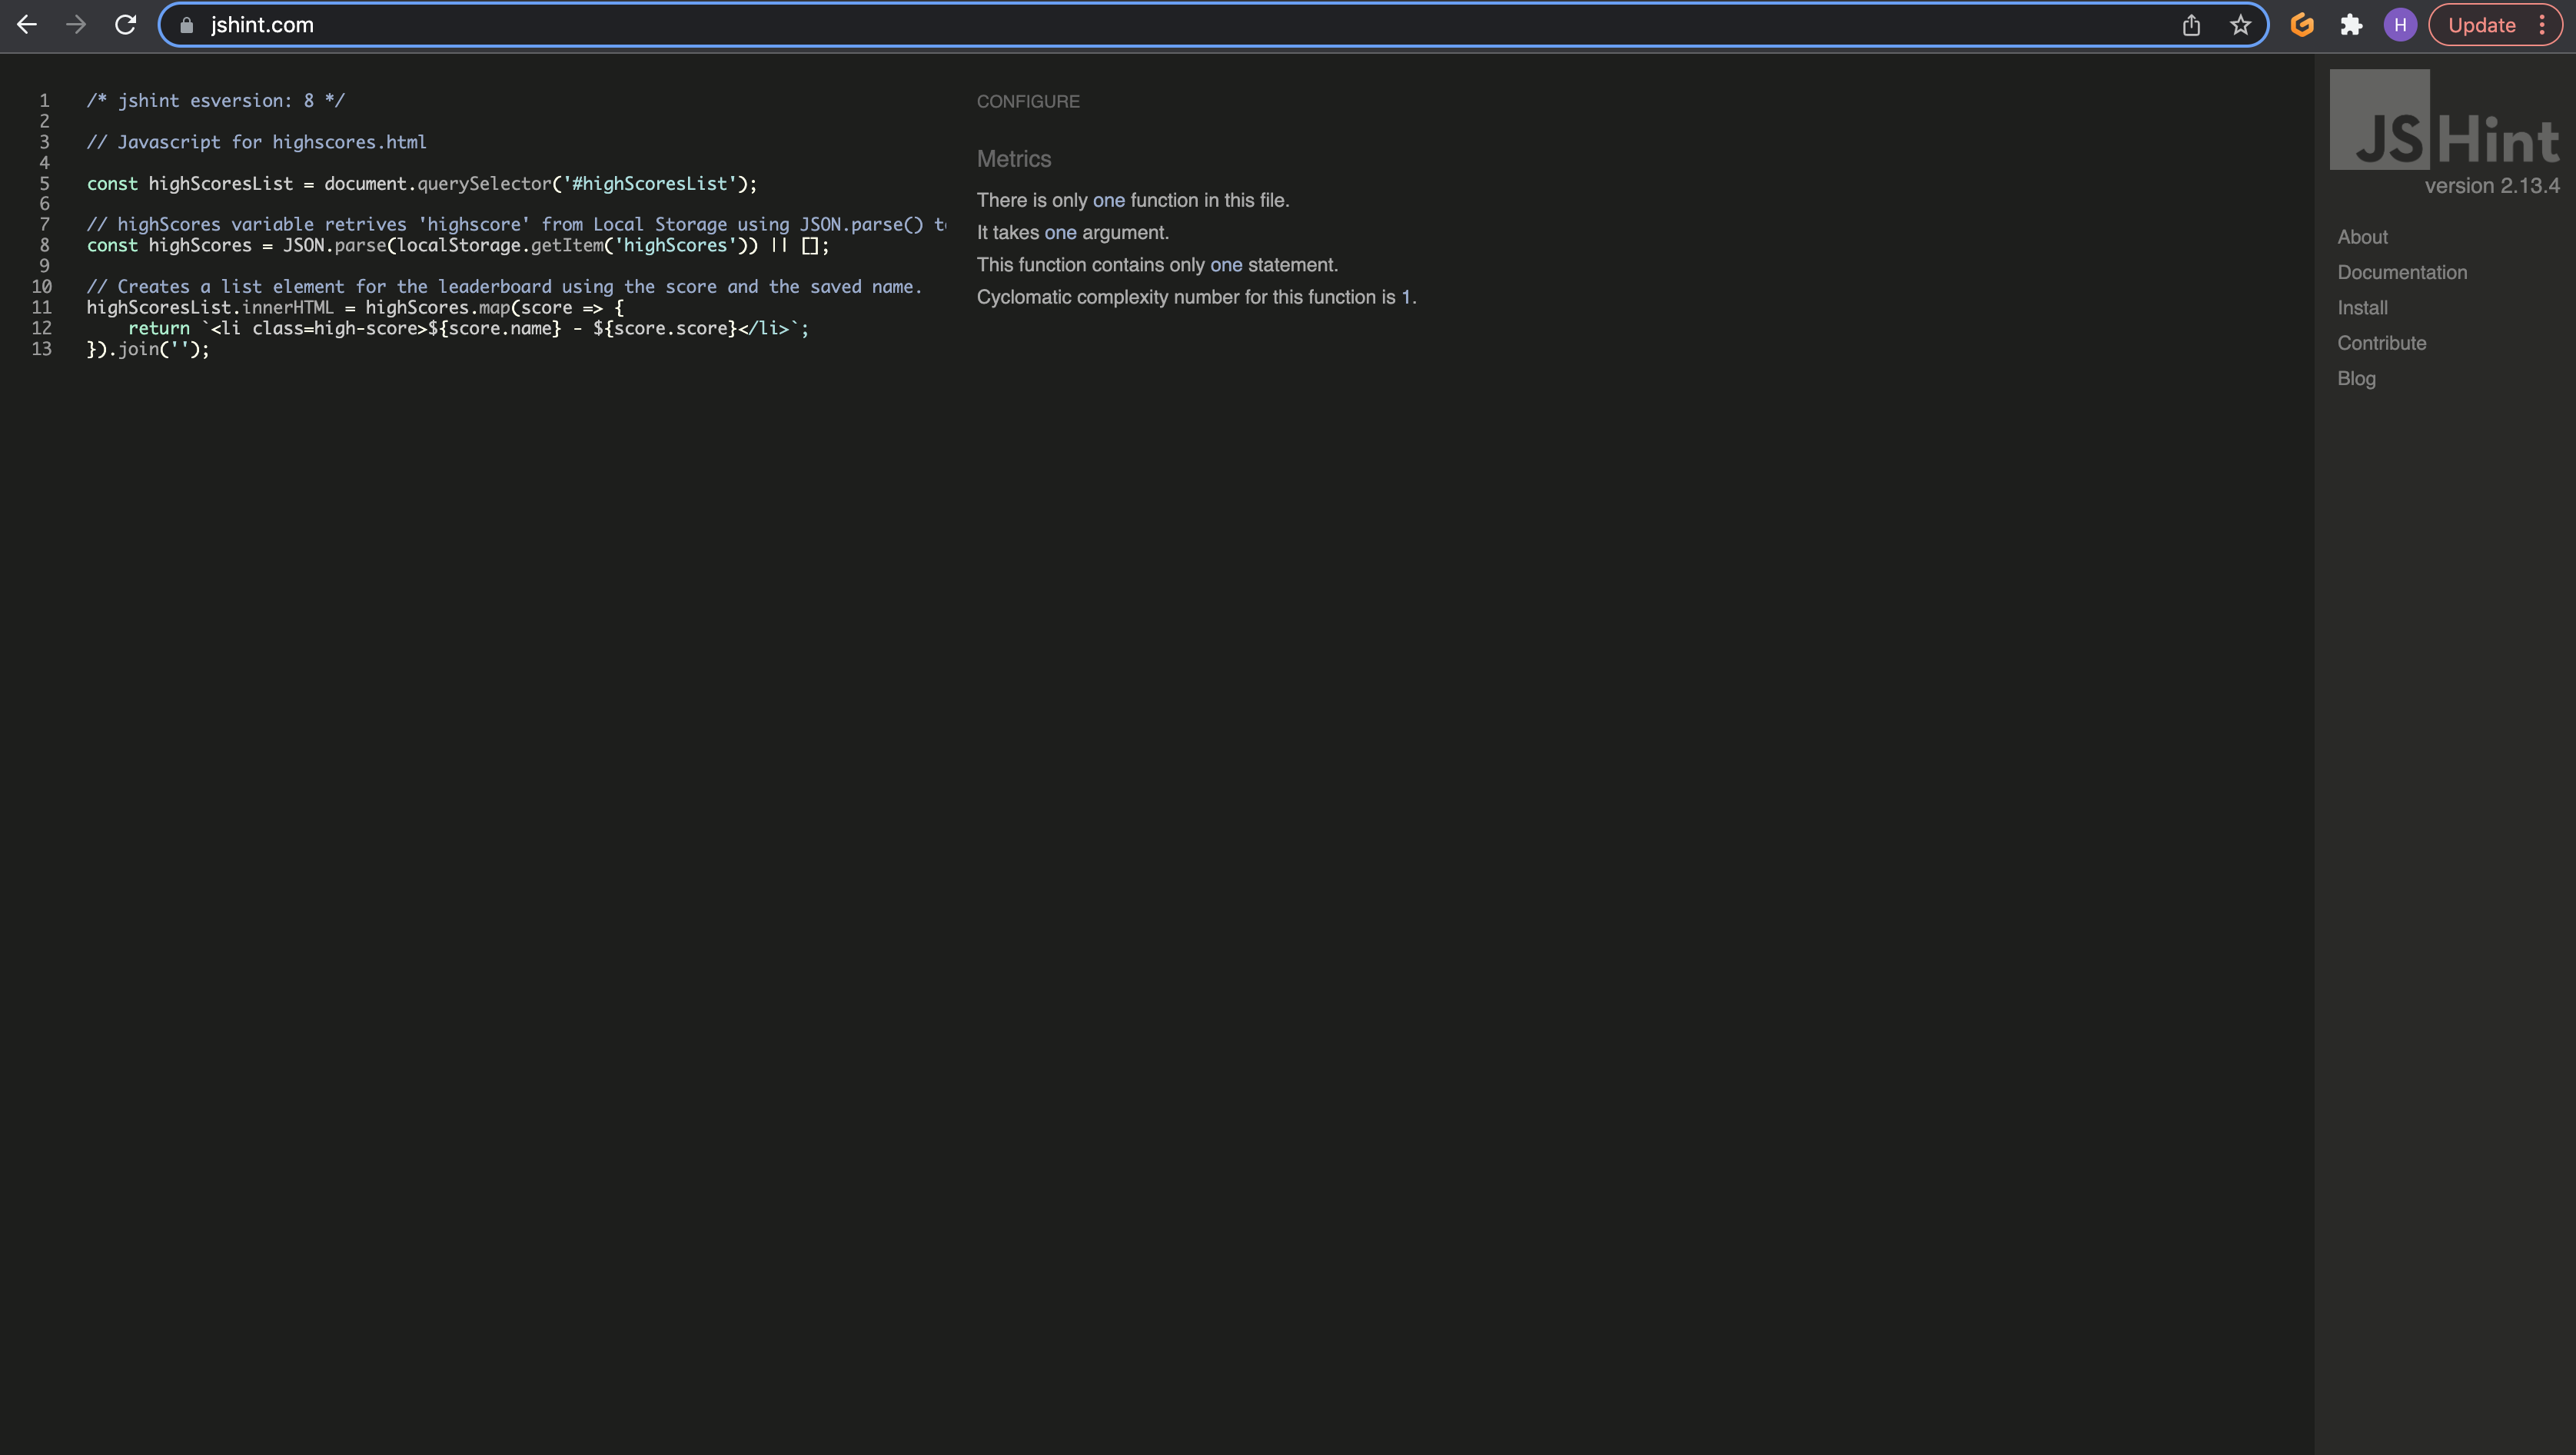 jshint.com
H
Update
1 /* jshint esversion: 8 */
2
3 // Javascript for highscores.html
4
5 const highScoresList = document.querySelector('#highScoresList');
6
7 // highScores variable retrives 'highscore' from Local Storage using JSON.parse()
8 const highScores = JSON.parse(localStorage.getItem('highScores')) || [];
9
10 // Creates a list element for the leaderboard using the score and the saved name.
11 highScoresList.innerHTML = highScores.map(score => {
12 return `<li class=high-score>${score.name} - ${score.score}</li>`;
13 }).join('');
CONFIGURE
Metrics
There is only one function in this file.
It takes one argument.
This function contains only one statement.
Cyclomatic complexity number for this function is 1.
JSHint
version 2.13.4
About
Documentation
Install
Contribute
Blog